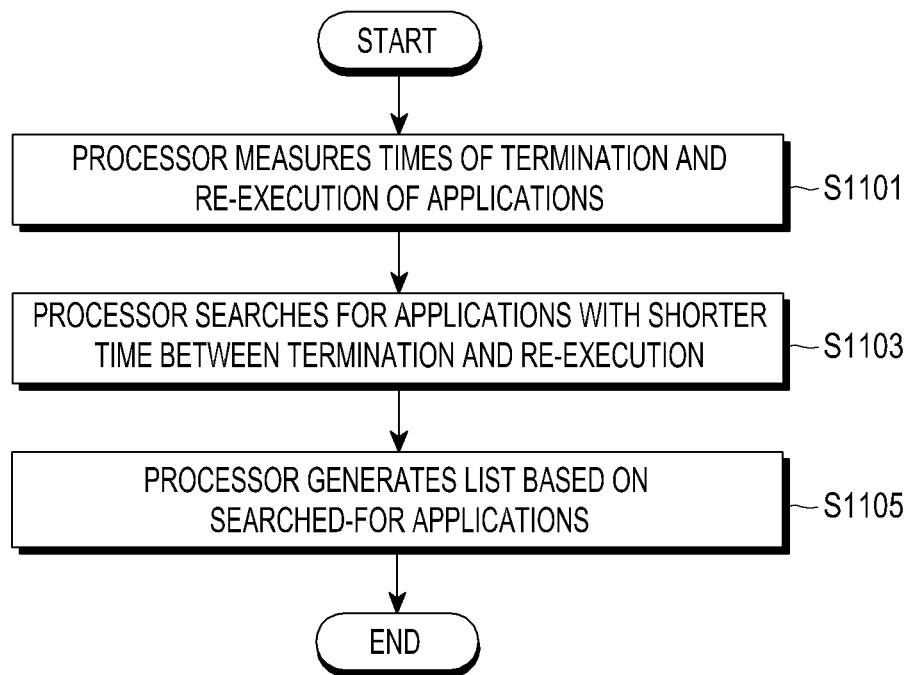 START
PROCESSOR MEASURES TIMES OF TERMINATION AND
RE-EXECUTION OF APPLICATIONS
S1101
PROCESSOR SEARCHES FOR APPLICATIONS WITH SHORTER
TIME BETWEEN TERMINATION AND RE-EXECUTION
S1103
PROCESSOR GENERATES LIST BASED ON
SEARCHED-FOR APPLICATIONS
S1105
END